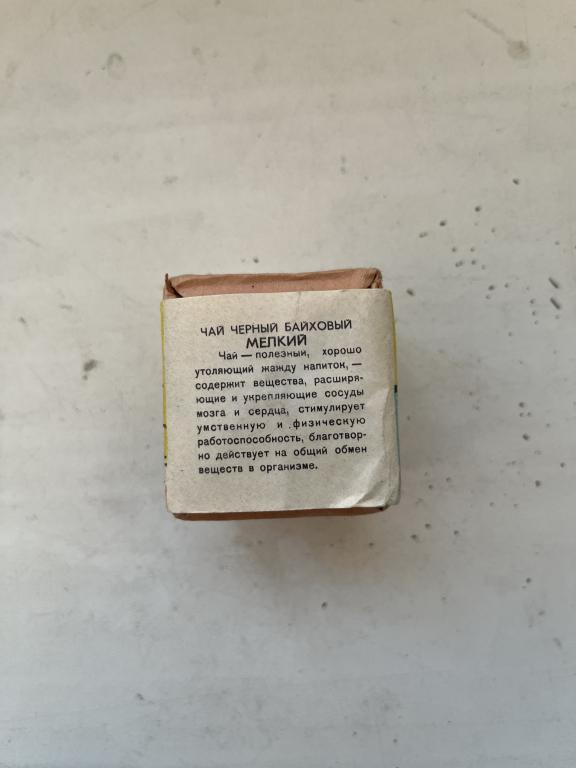 ЧАЙ ЧЕРНЫЙ БАЙХОВЫЙ
МЕЛКИЙ
Чай — полезный, хорошо
утоляющий жажду напиток, —
содержит вещества, расширя-
ющие и укрепляющие сосуды
мозга и сердца, стимулирует
умственную и физическую
работоспособность, благотвор-
но действует на общий обмен
веществ в организме.